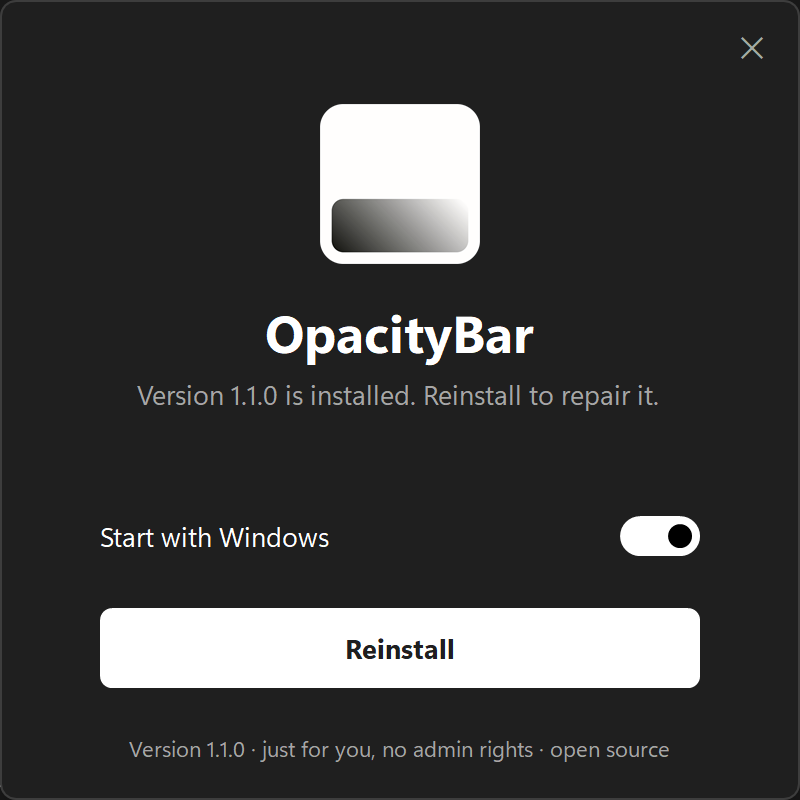 OpacityBar
Version 1.1.0 is installed. Reinstall to repair it.
Start with Windows
Reinstall
Version 1.1.0 · just for you, no admin rights · open source